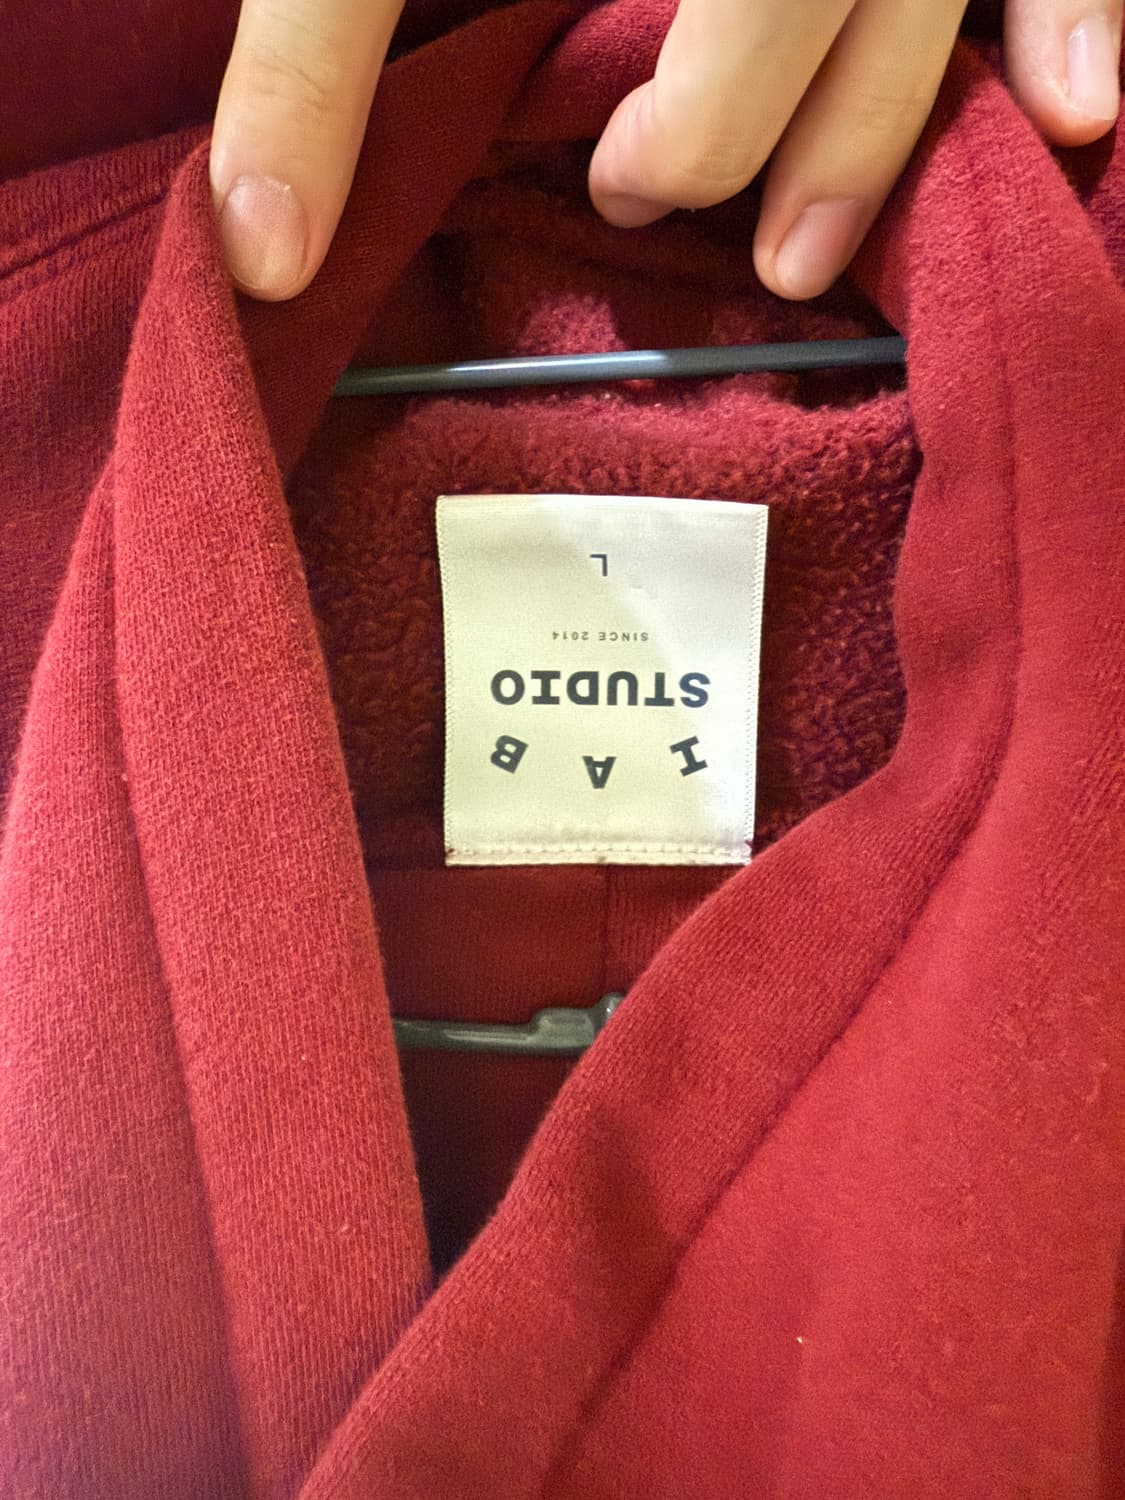 I A B
STUDIO
SINCE 2014
L